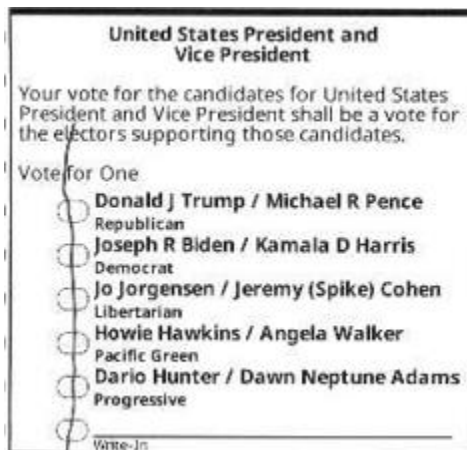 United States President and
Vice President
Your vote for the candidates for United States
President and Vice President shall be a vote for
the electors supporting those candidates.
Vote for One
Donald J Trump / Michael R Pence
Republican
Joseph R Biden / Kamala D Harris
Democrat
Jo Jorgensen / Jeremy (Spike) Cohen
Libertarian
Howie Hawkins / Angela Walker
Pacific Green
Dario Hunter / Dawn Neptune Adams
Progressive
Write-In